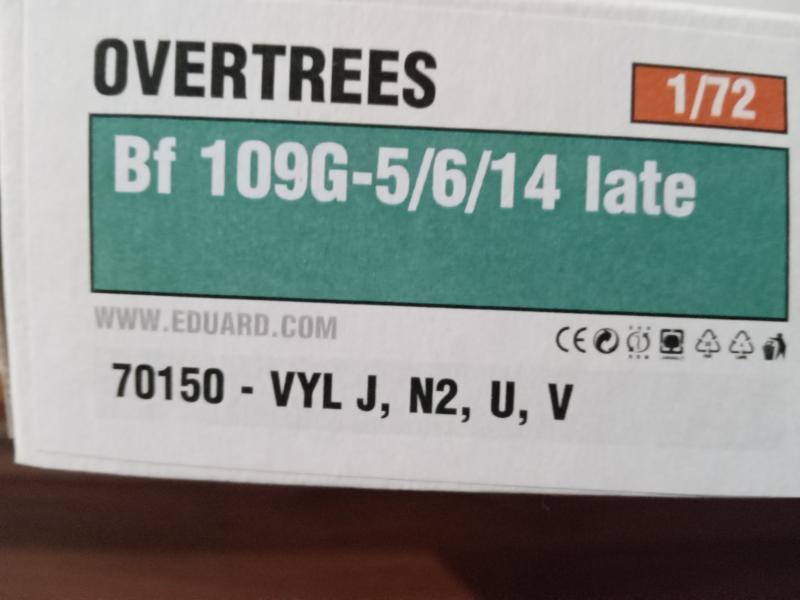 OVERTREES
1/72
Bf 109G-5/6/14 late
WWW.EDUARD.COM
CE
70150 - VYL J, N2, U, V